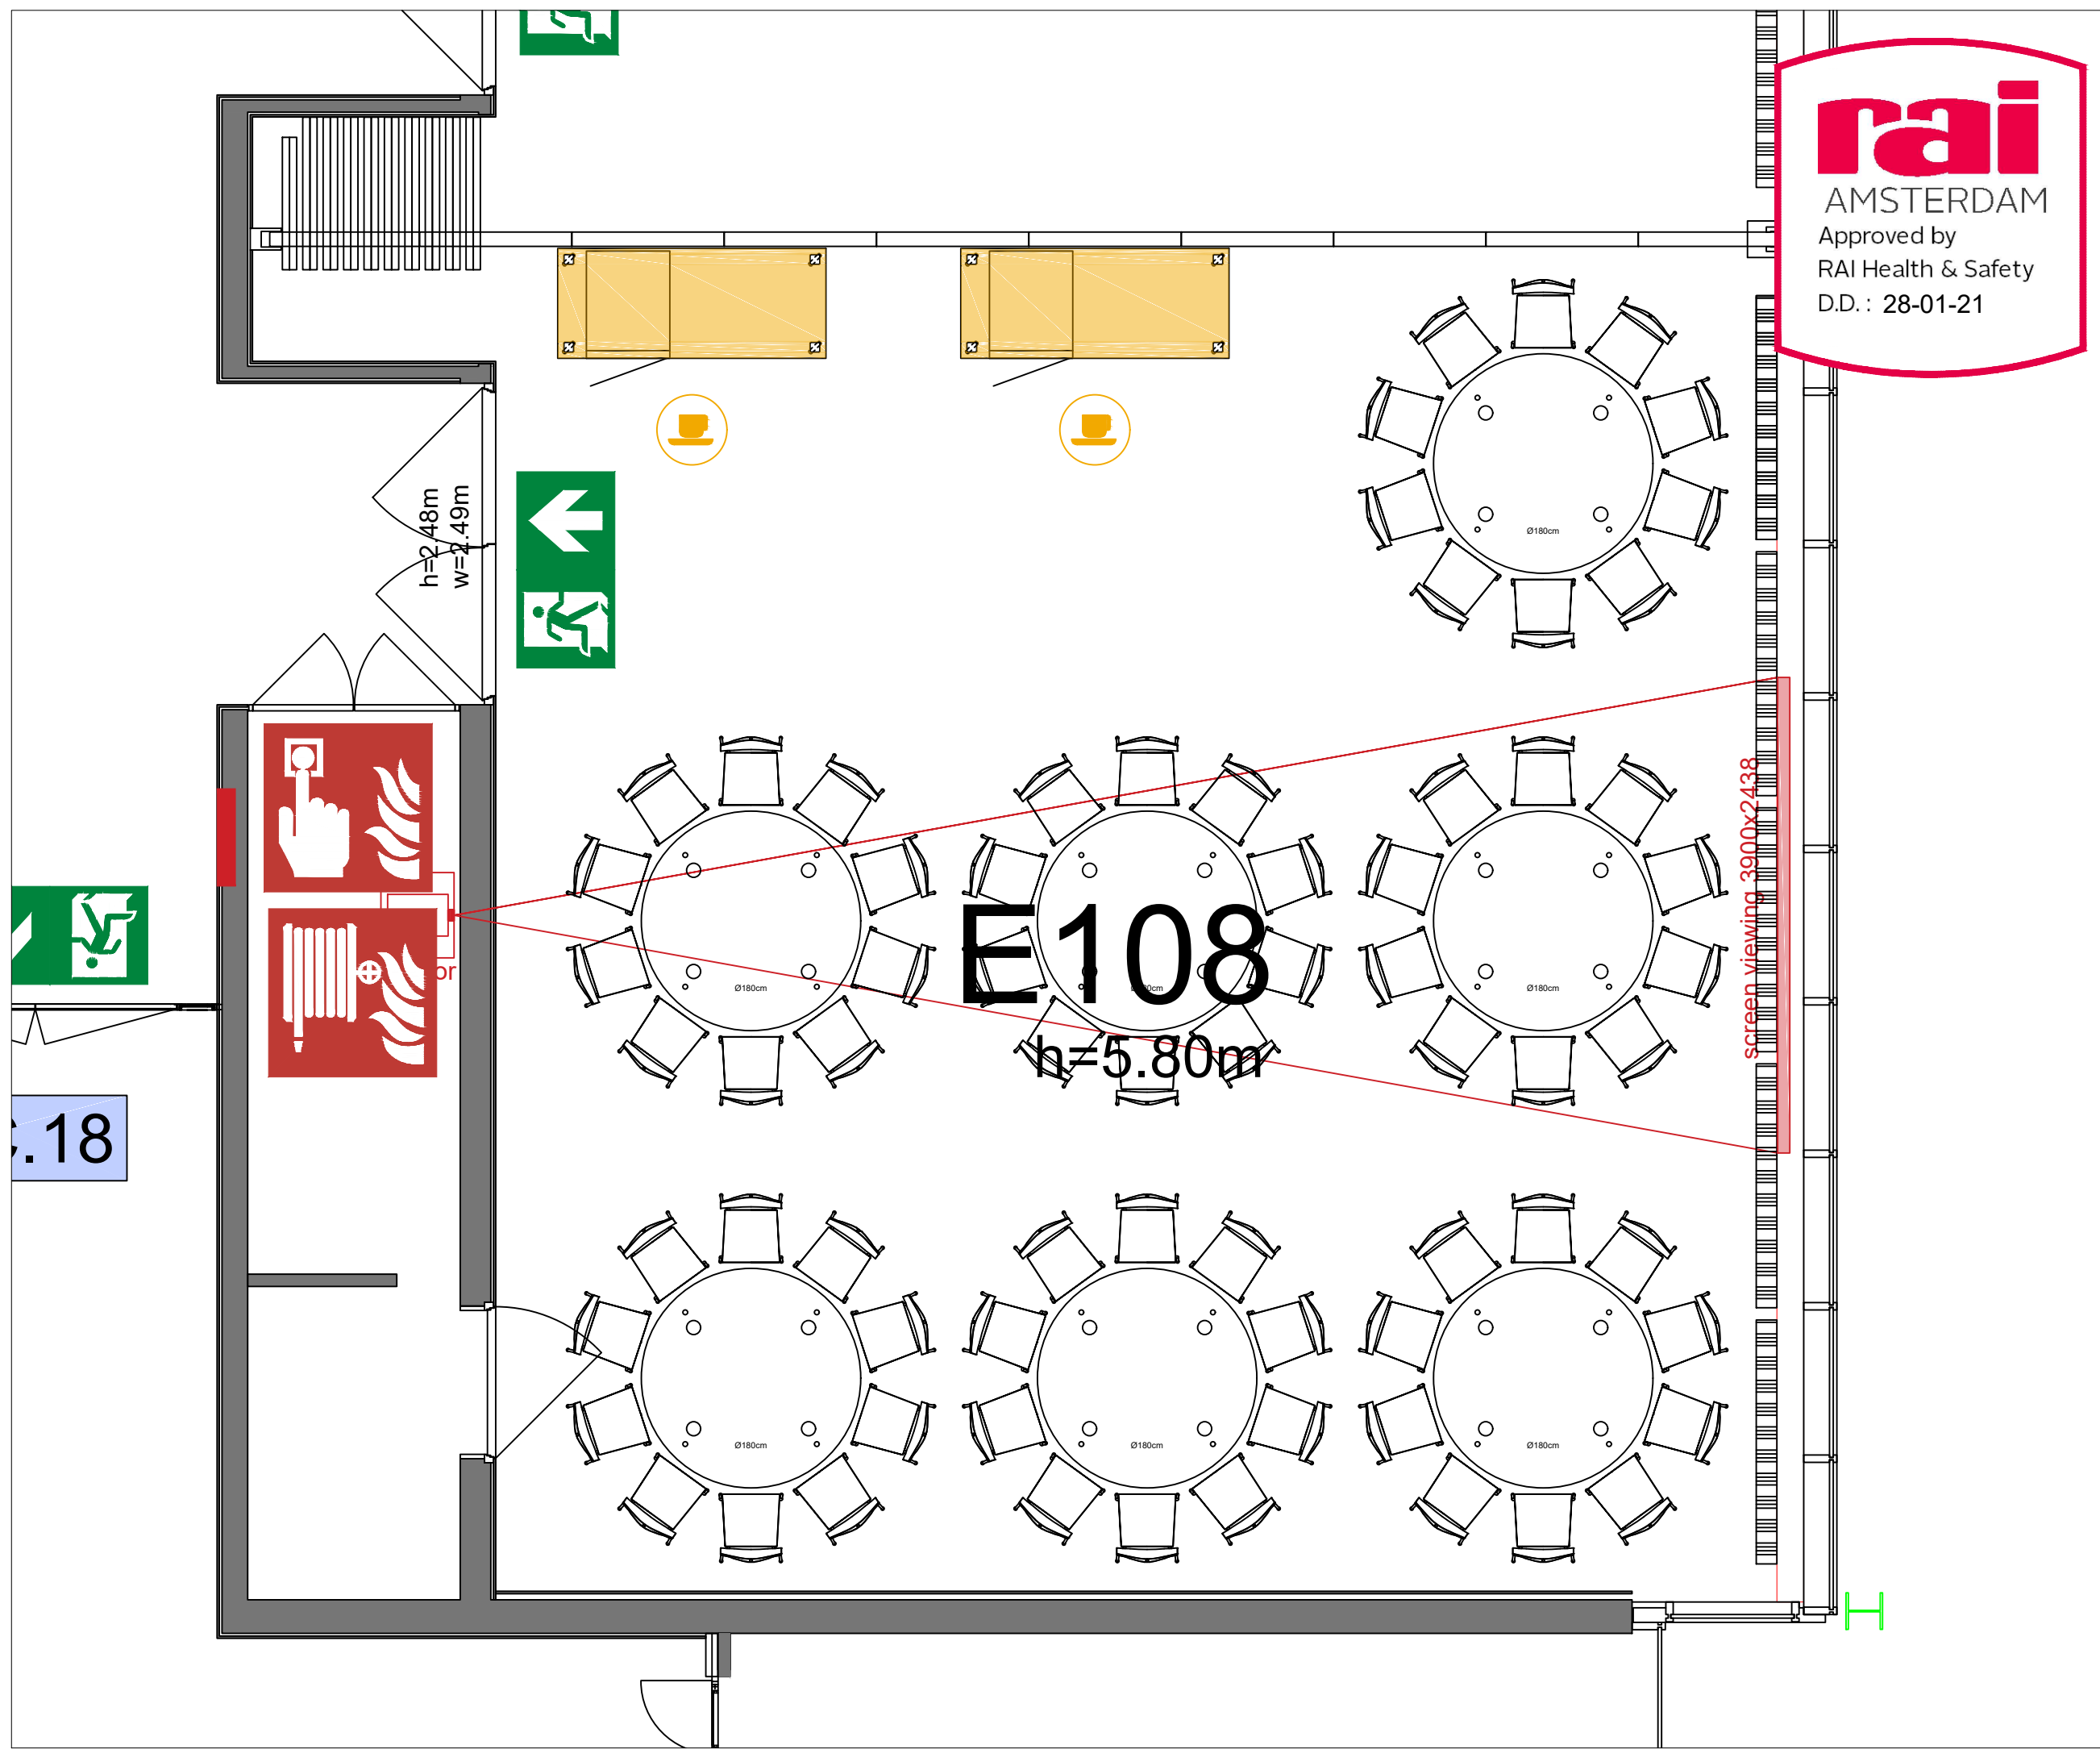 rai
AMSTERDAM
Approved by
RAI Health & Safety
D.D. : 28-01-21
h=2.48m
w=2.49m
Ø180cm
screen viewing 3900x2438
or
E108
h=5.80m
Ø180cm
Ø180cm
.18
Ø180cm
Ø180cm
Ø180cm
H